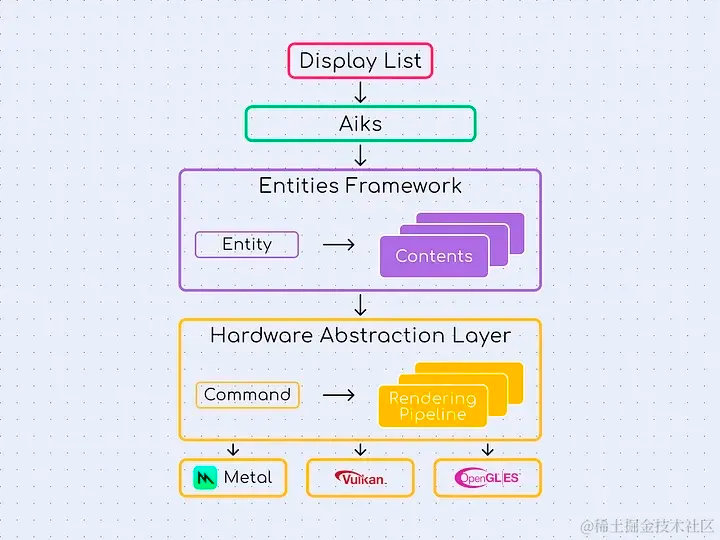 Display List
Aiks
Entities Framework
Entity
Contents
Hardware Abstraction Layer
Command
Rendering
Pipeline
Metal
Vulkan.
OpenGL|ES
@稀土掘金技术社区